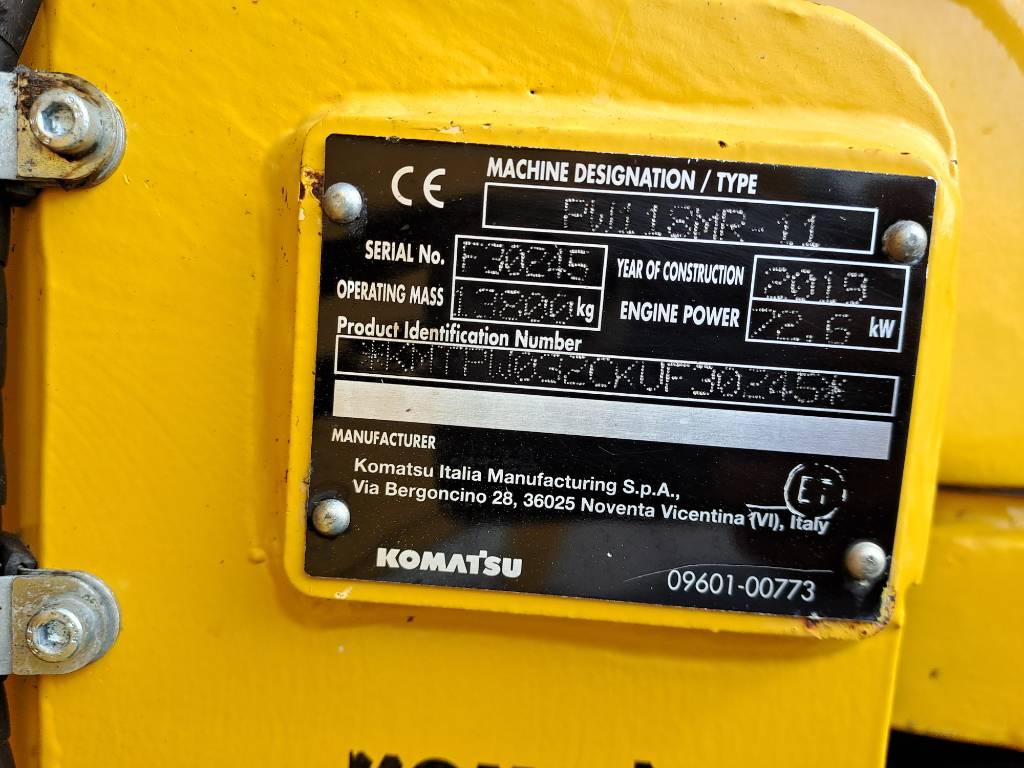 CE
MACHINE DESIGNATION / TYPE
PW118MR-11
SERIAL No. F30245
YEAR OF CONSTRUCTION 2019
OPERATING MASS 13800 kg
ENGINE POWER 72.6 kW
Product Identification Number
*KMTPW032CKUF30245*
MANUFACTURER
Komatsu Italia Manufacturing S.p.A.,
Via Bergoncino 28, 36025 Noventa Vicentina (VI), Italy
KOMATSU
09601-00773